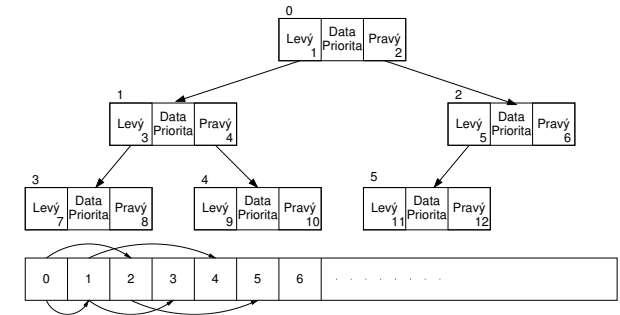 0
Levý Data Pravý
1 Priorita 2
1
Levý Data Pravý
3 Priorita 4
2
Levý Data Pravý
5 Priorita 6
3
Levý Data Pravý
7 Priorita 8
4
Levý Data Pravý
9 Priorita 10
5
Levý Data Pravý
11 Priorita 12
0 1 2 3 4 5 6 . . . . . . . .